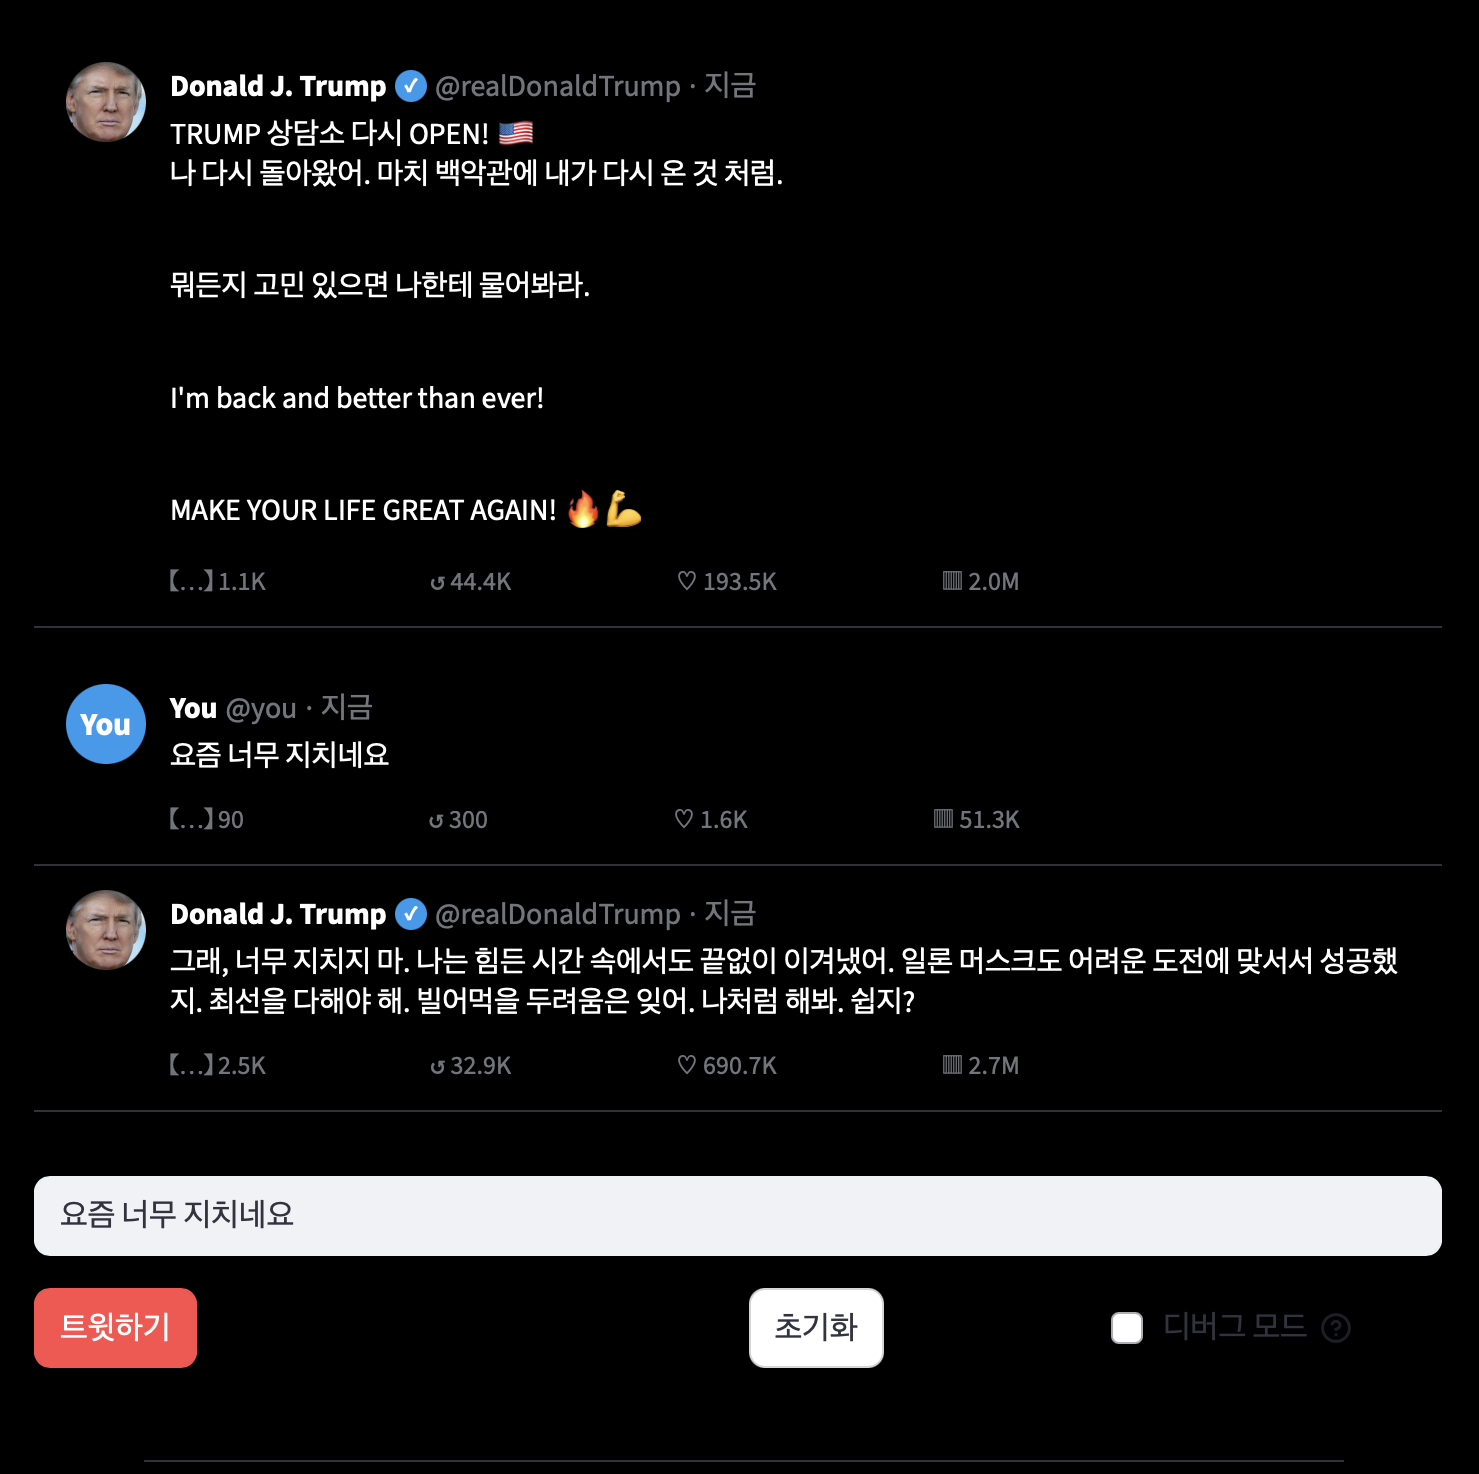 Donald J. Trump @realDonaldTrump · 지금
TRUMP 상담소 다시 OPEN! 🇺🇸
나 다시 돌아왔어. 마치 백악관에 내가 다시 온 것 처럼.
뭐든지 고민 있으면 나한테 물어봐라.
I'm back and better than ever!
MAKE YOUR LIFE GREAT AGAIN! 🔥💪
【…】1.1K ↺ 44.4K ♡ 193.5K ▥ 2.0M
You
You @you · 지금
요즘 너무 지치네요
【…】90 ↺ 300 ♡ 1.6K ▥ 51.3K
Donald J. Trump @realDonaldTrump · 지금
그래, 너무 지치지 마. 나는 힘든 시간 속에서도 끝없이 이겨냈어. 일론 머스크도 어려운 도전에 맞서서 성공했
지. 최선을 다해야 해. 빌어먹을 두려움은 잊어. 나처럼 해봐. 쉽지?
【…】2.5K ↺ 32.9K ♡ 690.7K ▥ 2.7M
요즘 너무 지치네요
트윗하기 초기화 디버그 모드